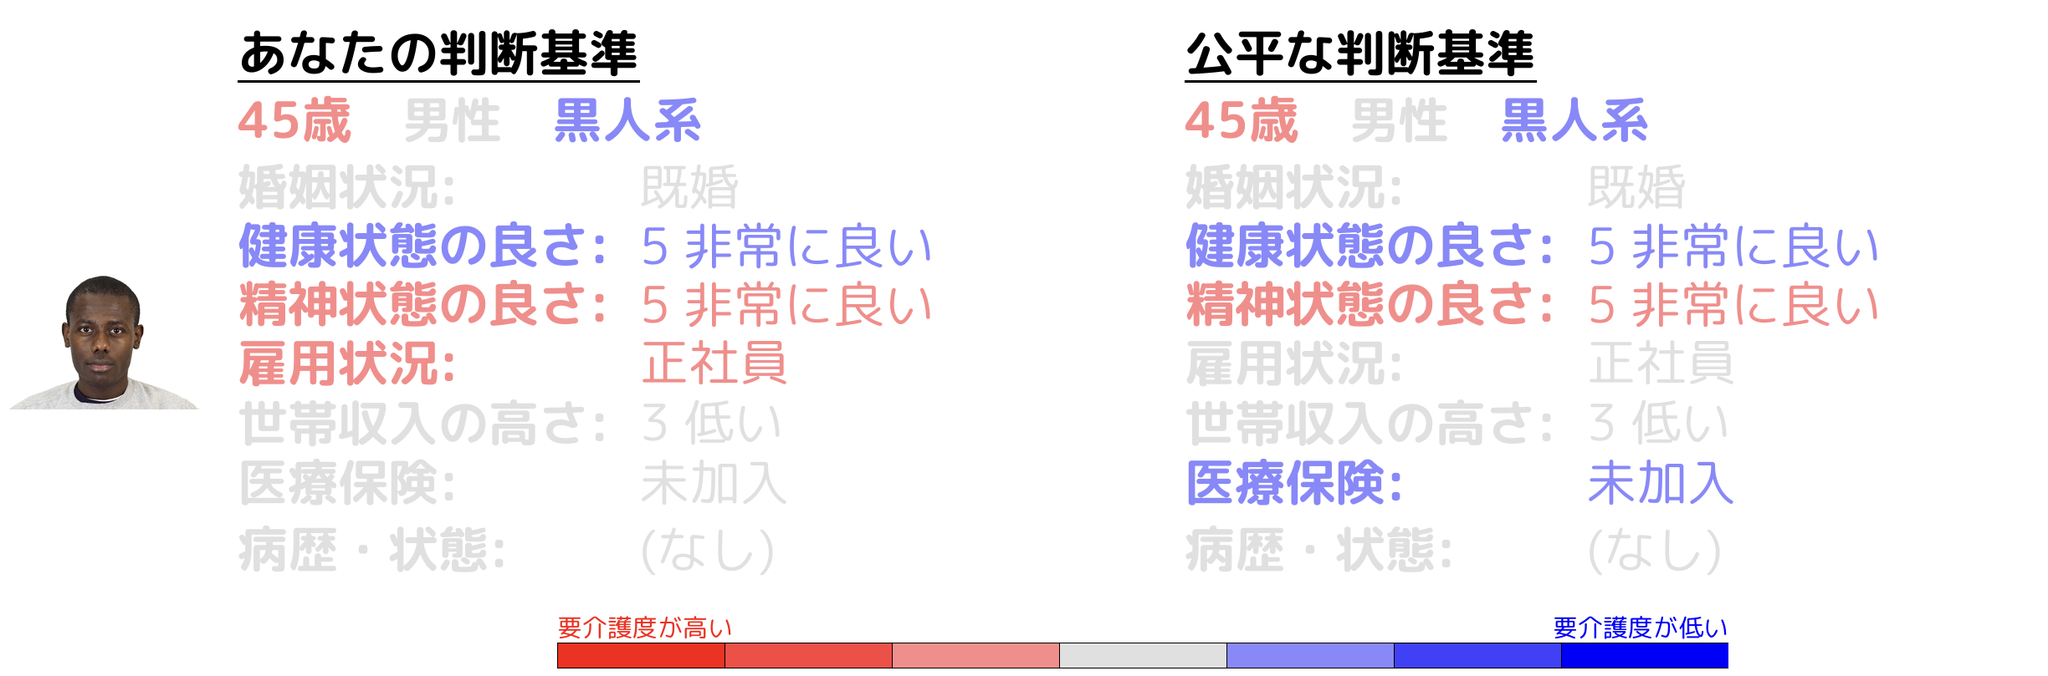 あなたの判断基準
45歳 男性 黒人系
婚姻状況: 既婚
健康状態の良さ: 5 非常に良い
精神状態の良さ: 5 非常に良い
雇用状況: 正社員
世帯収入の高さ: 3 低い
医療保険: 未加入
病歴・状態: (なし)
公平な判断基準
45歳 男性 黒人系
婚姻状況: 既婚
健康状態の良さ: 5 非常に良い
精神状態の良さ: 5 非常に良い
雇用状況: 正社員
世帯収入の高さ: 3 低い
医療保険: 未加入
病歴・状態: (なし)
要介護度が高い
要介護度が低い